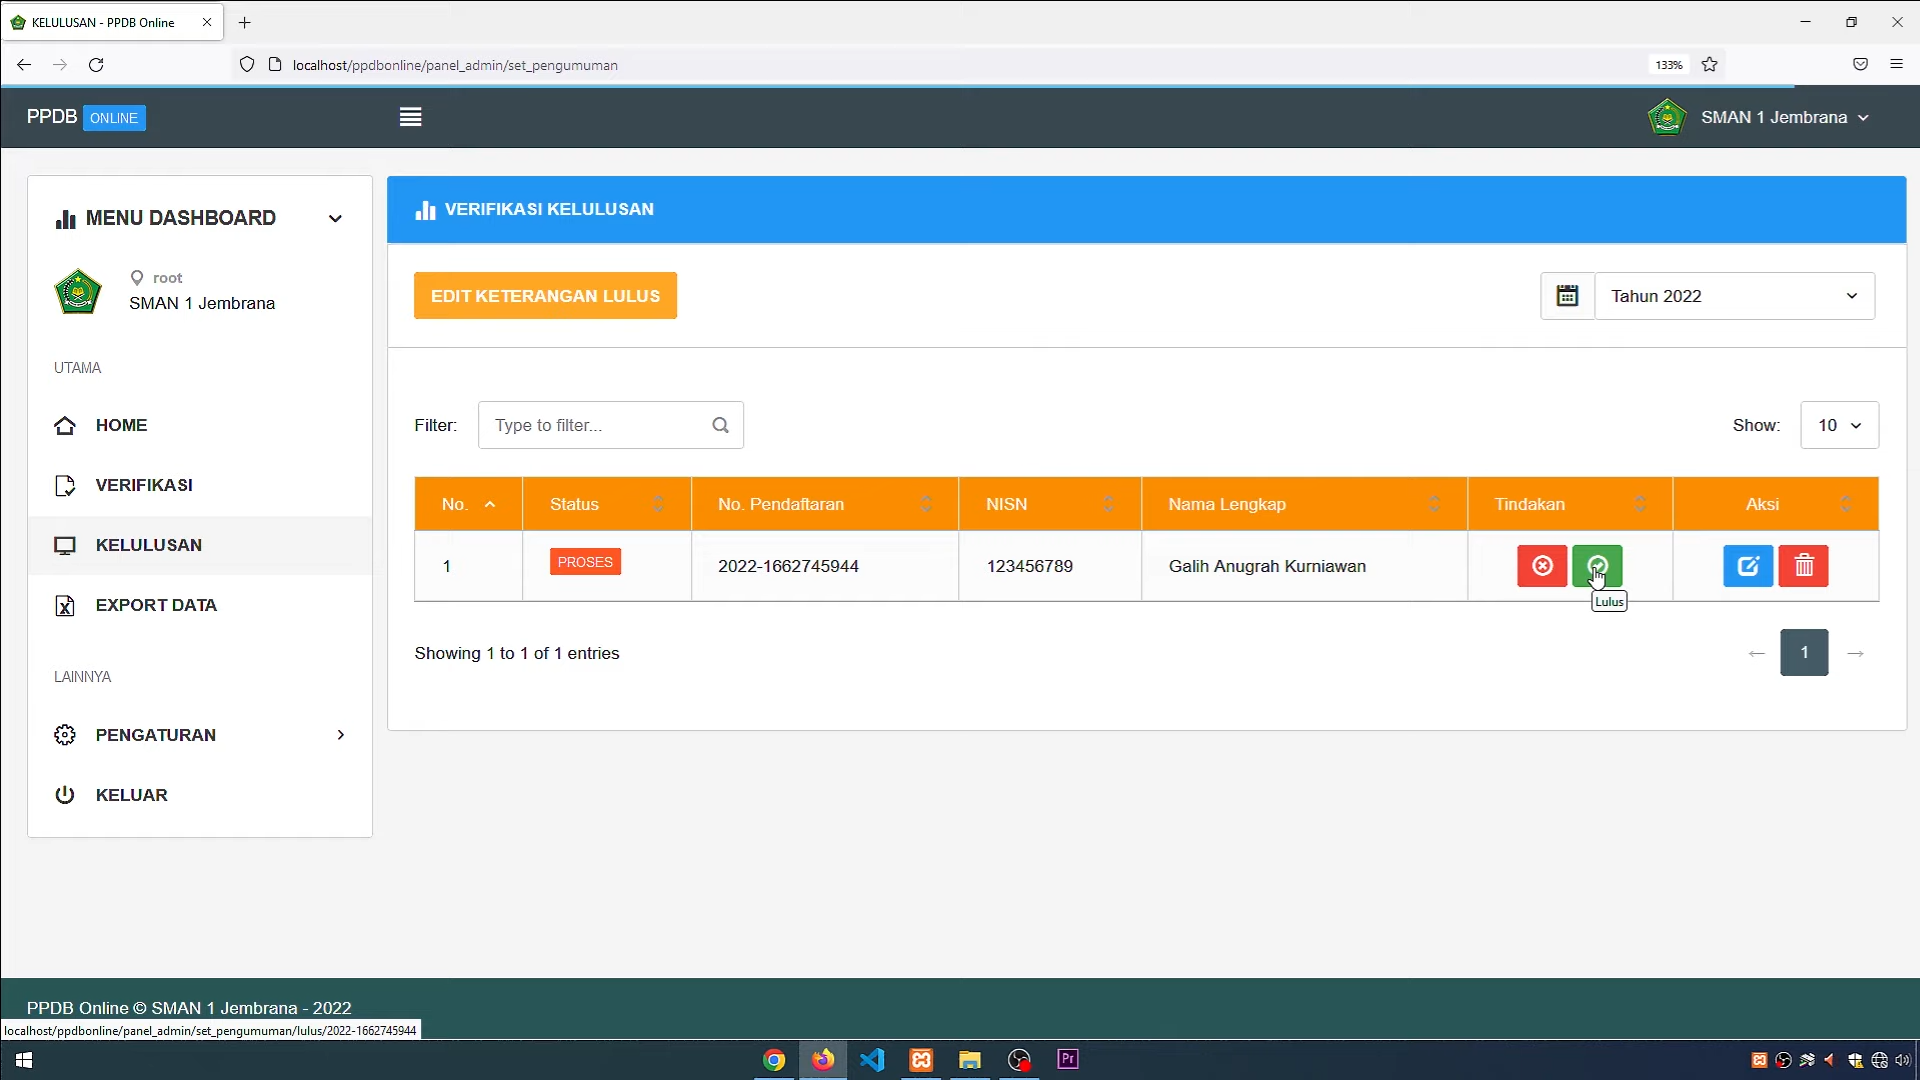 KELULUSAN - PPDB Online
localhost/ppdbonline/panel_admin/set_pengumuman
133%
PPDB ONLINE
SMAN 1 Jembrana
MENU DASHBOARD
root
SMAN 1 Jembrana
UTAMA
HOME
VERIFIKASI
KELULUSAN
EXPORT DATA
LAINNYA
PENGATURAN
KELUAR
VERIFIKASI KELULUSAN
EDIT KETERANGAN LULUS
Tahun 2022
Filter: Type to filter...
Show: 10
No. Status No. Pendaftaran NISN Nama Lengkap Tindakan Aksi
1 PROSES 2022-1662745944 123456789 Galih Anugrah Kurniawan
Lulus
Showing 1 to 1 of 1 entries
← 1 →
PPDB Online © SMAN 1 Jembrana - 2022
localhost/ppdbonline/panel_admin/set_pengumuman/lulus/2022-1662745944
Pr